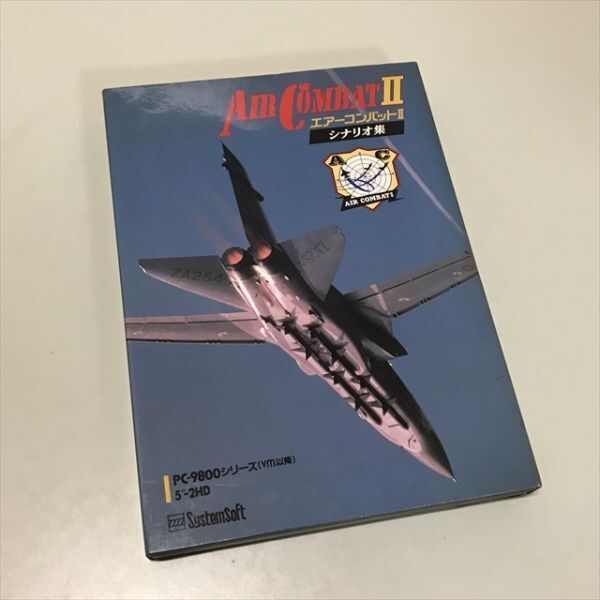 AIR COMBAT II
エアーコンバットII
シナリオ集
A C
AIR COMBAT I
ZA254
PC-9800シリーズ(VM以降)
5"-2HD
SystemSoft